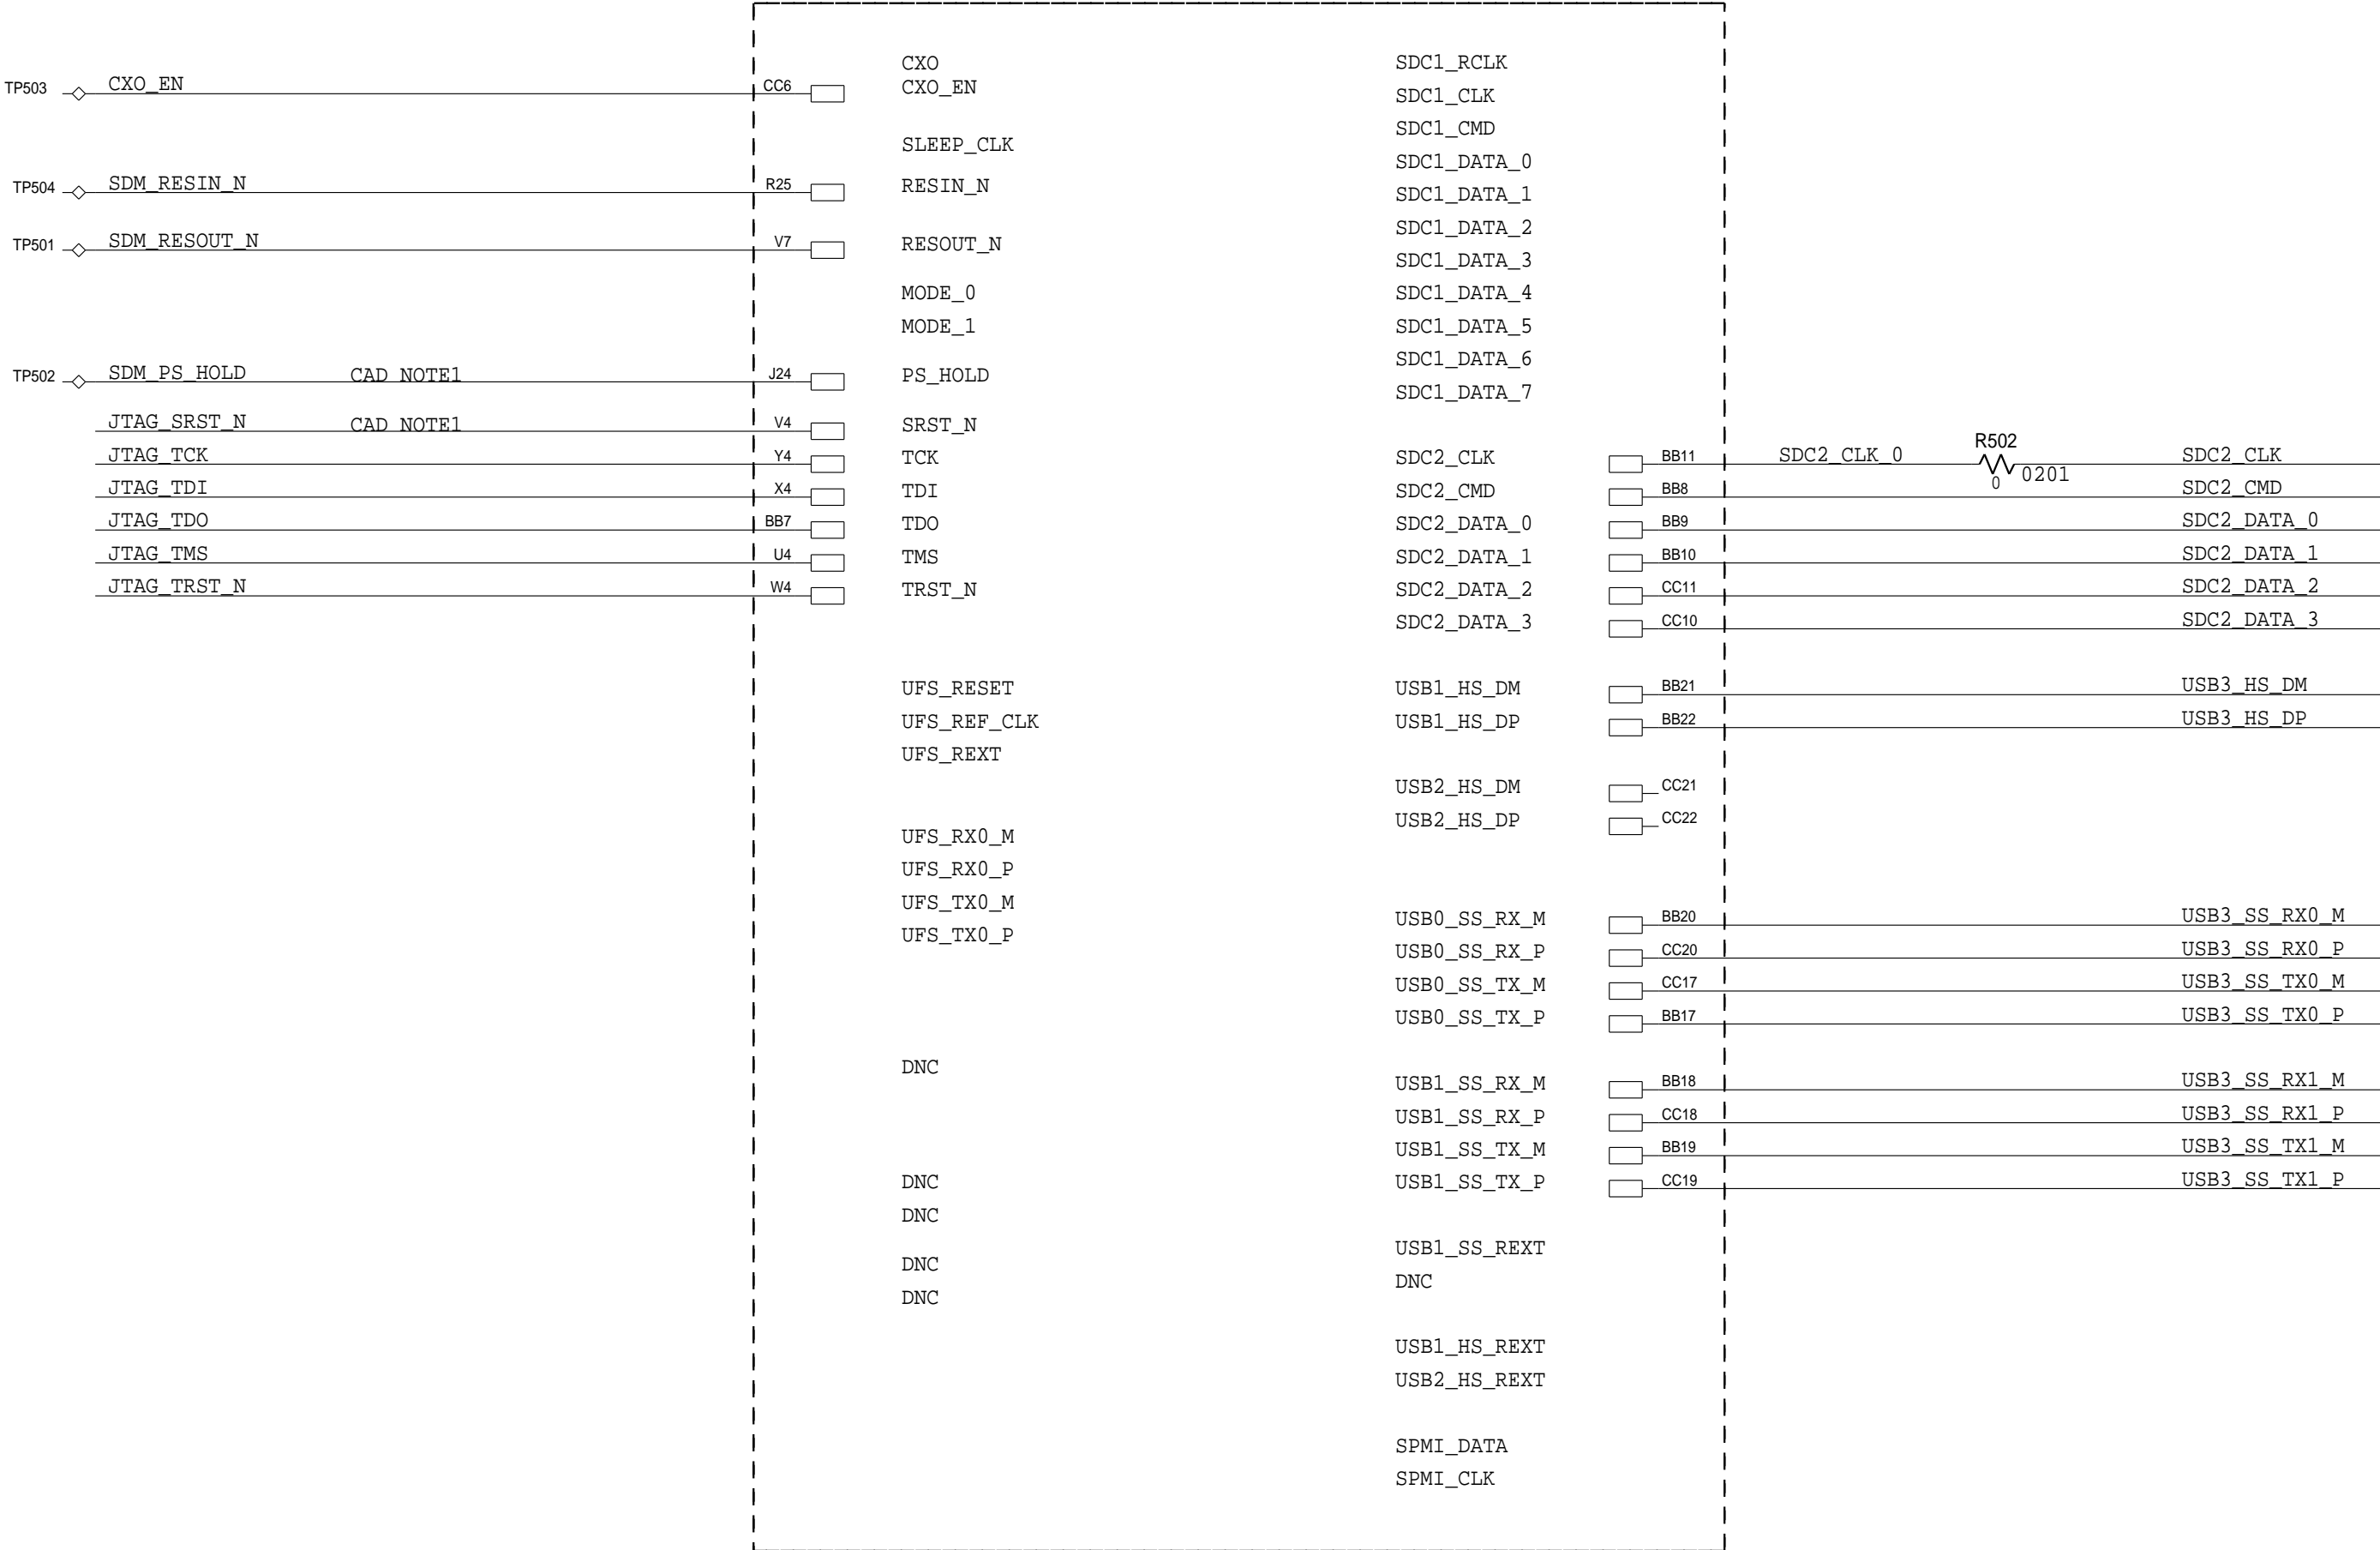 TP503 CXO_EN CC6 CXO SDC1_RCLK
CXO_EN SDC1_CLK
SDC1_CMD
SLEEP_CLK
SDC1_DATA_0
TP504 SDM_RESIN_N R25 RESIN_N SDC1_DATA_1
SDC1_DATA_2
TP501 SDM_RESOUT_N V7 RESOUT_N
SDC1_DATA_3
MODE_0 SDC1_DATA_4
MODE_1 SDC1_DATA_5
SDC1_DATA_6
TP502 SDM_PS_HOLD CAD NOTE1 J24 PS_HOLD
SDC1_DATA_7
JTAG_SRST_N CAD NOTE1 V4 SRST_N
R502
JTAG_TCK Y4 TCK SDC2_CLK BB11 SDC2_CLK_0 SDC2_CLK
0 0201
JTAG_TDI X4 TDI SDC2_CMD BB8 SDC2_CMD
JTAG_TDO BB7 TDO SDC2_DATA_0 BB9 SDC2_DATA_0
JTAG_TMS U4 TMS SDC2_DATA_1 BB10 SDC2_DATA_1
JTAG_TRST_N W4 TRST_N SDC2_DATA_2 CC11 SDC2_DATA_2
SDC2_DATA_3 CC10 SDC2_DATA_3
UFS_RESET USB1_HS_DM BB21 USB3_HS_DM
UFS_REF_CLK USB1_HS_DP BB22 USB3_HS_DP
UFS_REXT
USB2_HS_DM CC21
USB2_HS_DP CC22
UFS_RX0_M
UFS_RX0_P
UFS_TX0_M
USB0_SS_RX_M BB20 USB3_SS_RX0_M
UFS_TX0_P
USB0_SS_RX_P CC20 USB3_SS_RX0_P
USB0_SS_TX_M CC17 USB3_SS_TX0_M
USB0_SS_TX_P BB17 USB3_SS_TX0_P
DNC
USB1_SS_RX_M BB18 USB3_SS_RX1_M
USB1_SS_RX_P CC18 USB3_SS_RX1_P
USB1_SS_TX_M BB19 USB3_SS_TX1_M
DNC USB1_SS_TX_P CC19 USB3_SS_TX1_P
DNC
USB1_SS_REXT
DNC
DNC
DNC
USB1_HS_REXT
USB2_HS_REXT
SPMI_DATA
SPMI_CLK